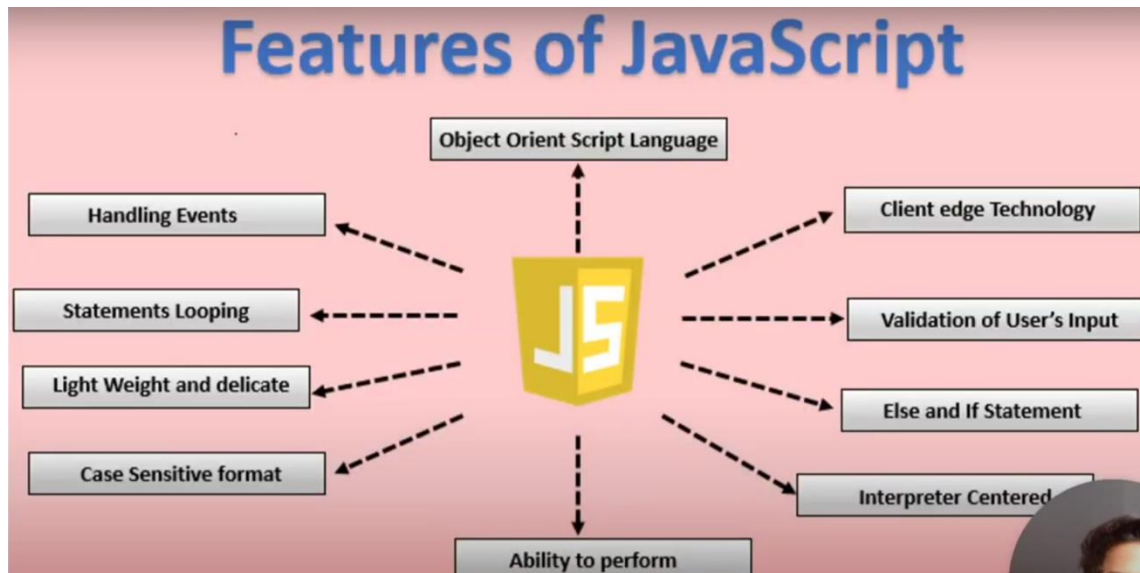 Features of JavaScript
Object Orient Script Language
Handling Events
Client edge Technology
Statements Looping
JS
Validation of User's Input
Light Weight and delicate
Else and If Statement
Case Sensitive format
Interpreter Centered
Ability to perform